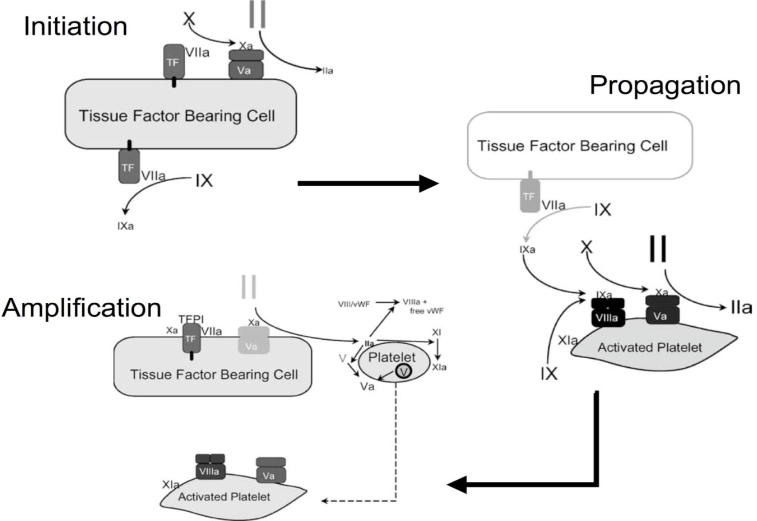 Initiation
X
II
VIIa
Xa
TF
Va
IIa
Tissue Factor Bearing Cell
TF
VIIa
IX
IXa
Propagation
Tissue Factor Bearing Cell
TF
VIIa
IX
IXa
X
II
IXa
Xa
VIIIa
Va
IIa
XIa
Activated Platelet
IX
Amplification
II
VIII/vWF
VIIIa +
free vWF
TFPI
Xa
VIIa
TF
Xa
Va
IIa
XI
V
Platelet
V
XIa
Va
Tissue Factor Bearing Cell
VIIIa
Va
XIa
Activated Platelet